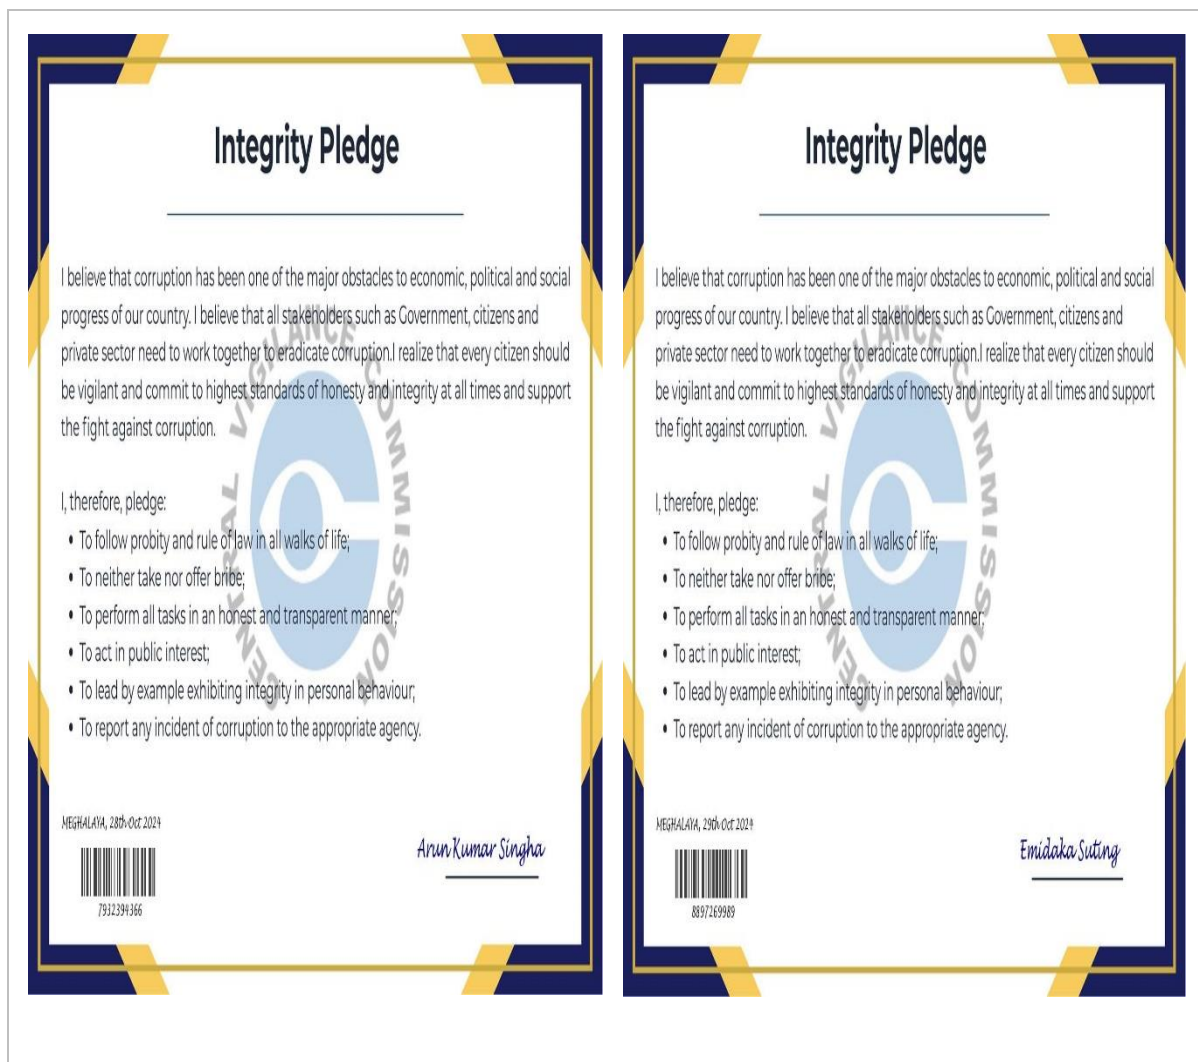 Integrity Pledge
I believe that corruption has been one of the major obstacles to economic, political and social
progress of our country. I believe that all stakeholders such as Government, citizens and
private sector need to work together to eradicate corruption.I realize that every citizen should
be vigilant and commit to highest standards of honesty and integrity at all times and support
the fight against corruption.
I, therefore, pledge:
• To follow probity and rule of law in all walks of life;
• To neither take nor offer bribe;
• To perform all tasks in an honest and transparent manner;
• To act in public interest;
• To lead by example exhibiting integrity in personal behaviour;
• To report any incident of corruption to the appropriate agency.
CENTRAL VIGILANCE COMMISSION
MEGHALAYA, 28th Oct 2024
Arun Kumar Singha
7932394366
Integrity Pledge
I believe that corruption has been one of the major obstacles to economic, political and social
progress of our country. I believe that all stakeholders such as Government, citizens and
private sector need to work together to eradicate corruption.I realize that every citizen should
be vigilant and commit to highest standards of honesty and integrity at all times and support
the fight against corruption.
I, therefore, pledge:
• To follow probity and rule of law in all walks of life;
• To neither take nor offer bribe;
• To perform all tasks in an honest and transparent manner;
• To act in public interest;
• To lead by example exhibiting integrity in personal behaviour;
• To report any incident of corruption to the appropriate agency.
CENTRAL VIGILANCE COMMISSION
MEGHALAYA, 29th Oct 2024
Emidaka Suting
8897269989